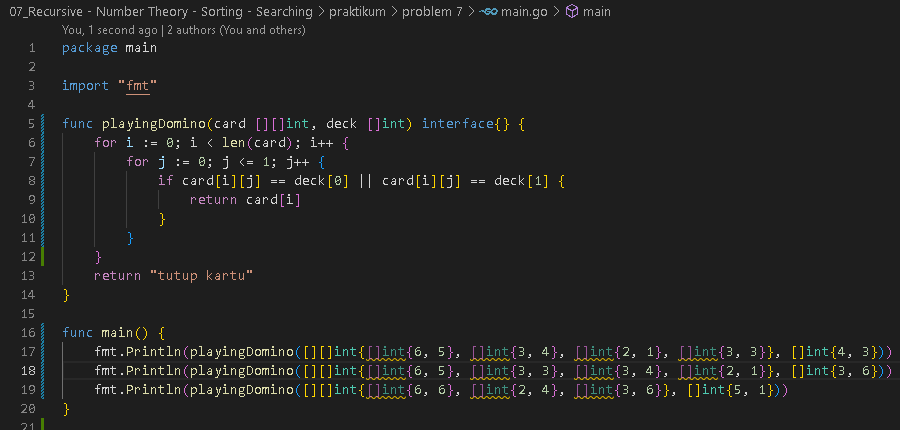 07_Recursive - Number Theory - Sorting - Searching > praktikum > problem 7 > main.go > main
You, 1 second ago | 2 authors (You and others)
1 package main
2
3 import "fmt"
4
5 func playingDomino(card [][]int, deck []int) interface{} {
6 for i := 0; i < len(card); i++ {
7 for j := 0; j <= 1; j++ {
8 if card[i][j] == deck[0] || card[i][j] == deck[1] {
9 return card[i]
10 }
11 }
12 }
13 return "tutup kartu"
14 }
15
16 func main() {
17 fmt.Println(playingDomino([][]int{[]int{6, 5}, []int{3, 4}, []int{2, 1}, []int{3, 3}}, []int{4, 3}))
18 fmt.Println(playingDomino([][]int{[]int{6, 5}, []int{3, 3}, []int{3, 4}, []int{2, 1}}, []int{3, 6}))
19 fmt.Println(playingDomino([][]int{[]int{6, 6}, []int{2, 4}, []int{3, 6}}, []int{5, 1}))
20 }
21